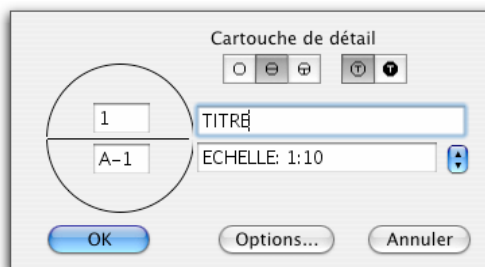 Cartouche de détail
T T
1 TITRE
A-1 ECHELLE: 1:10
OK Options... Annuler